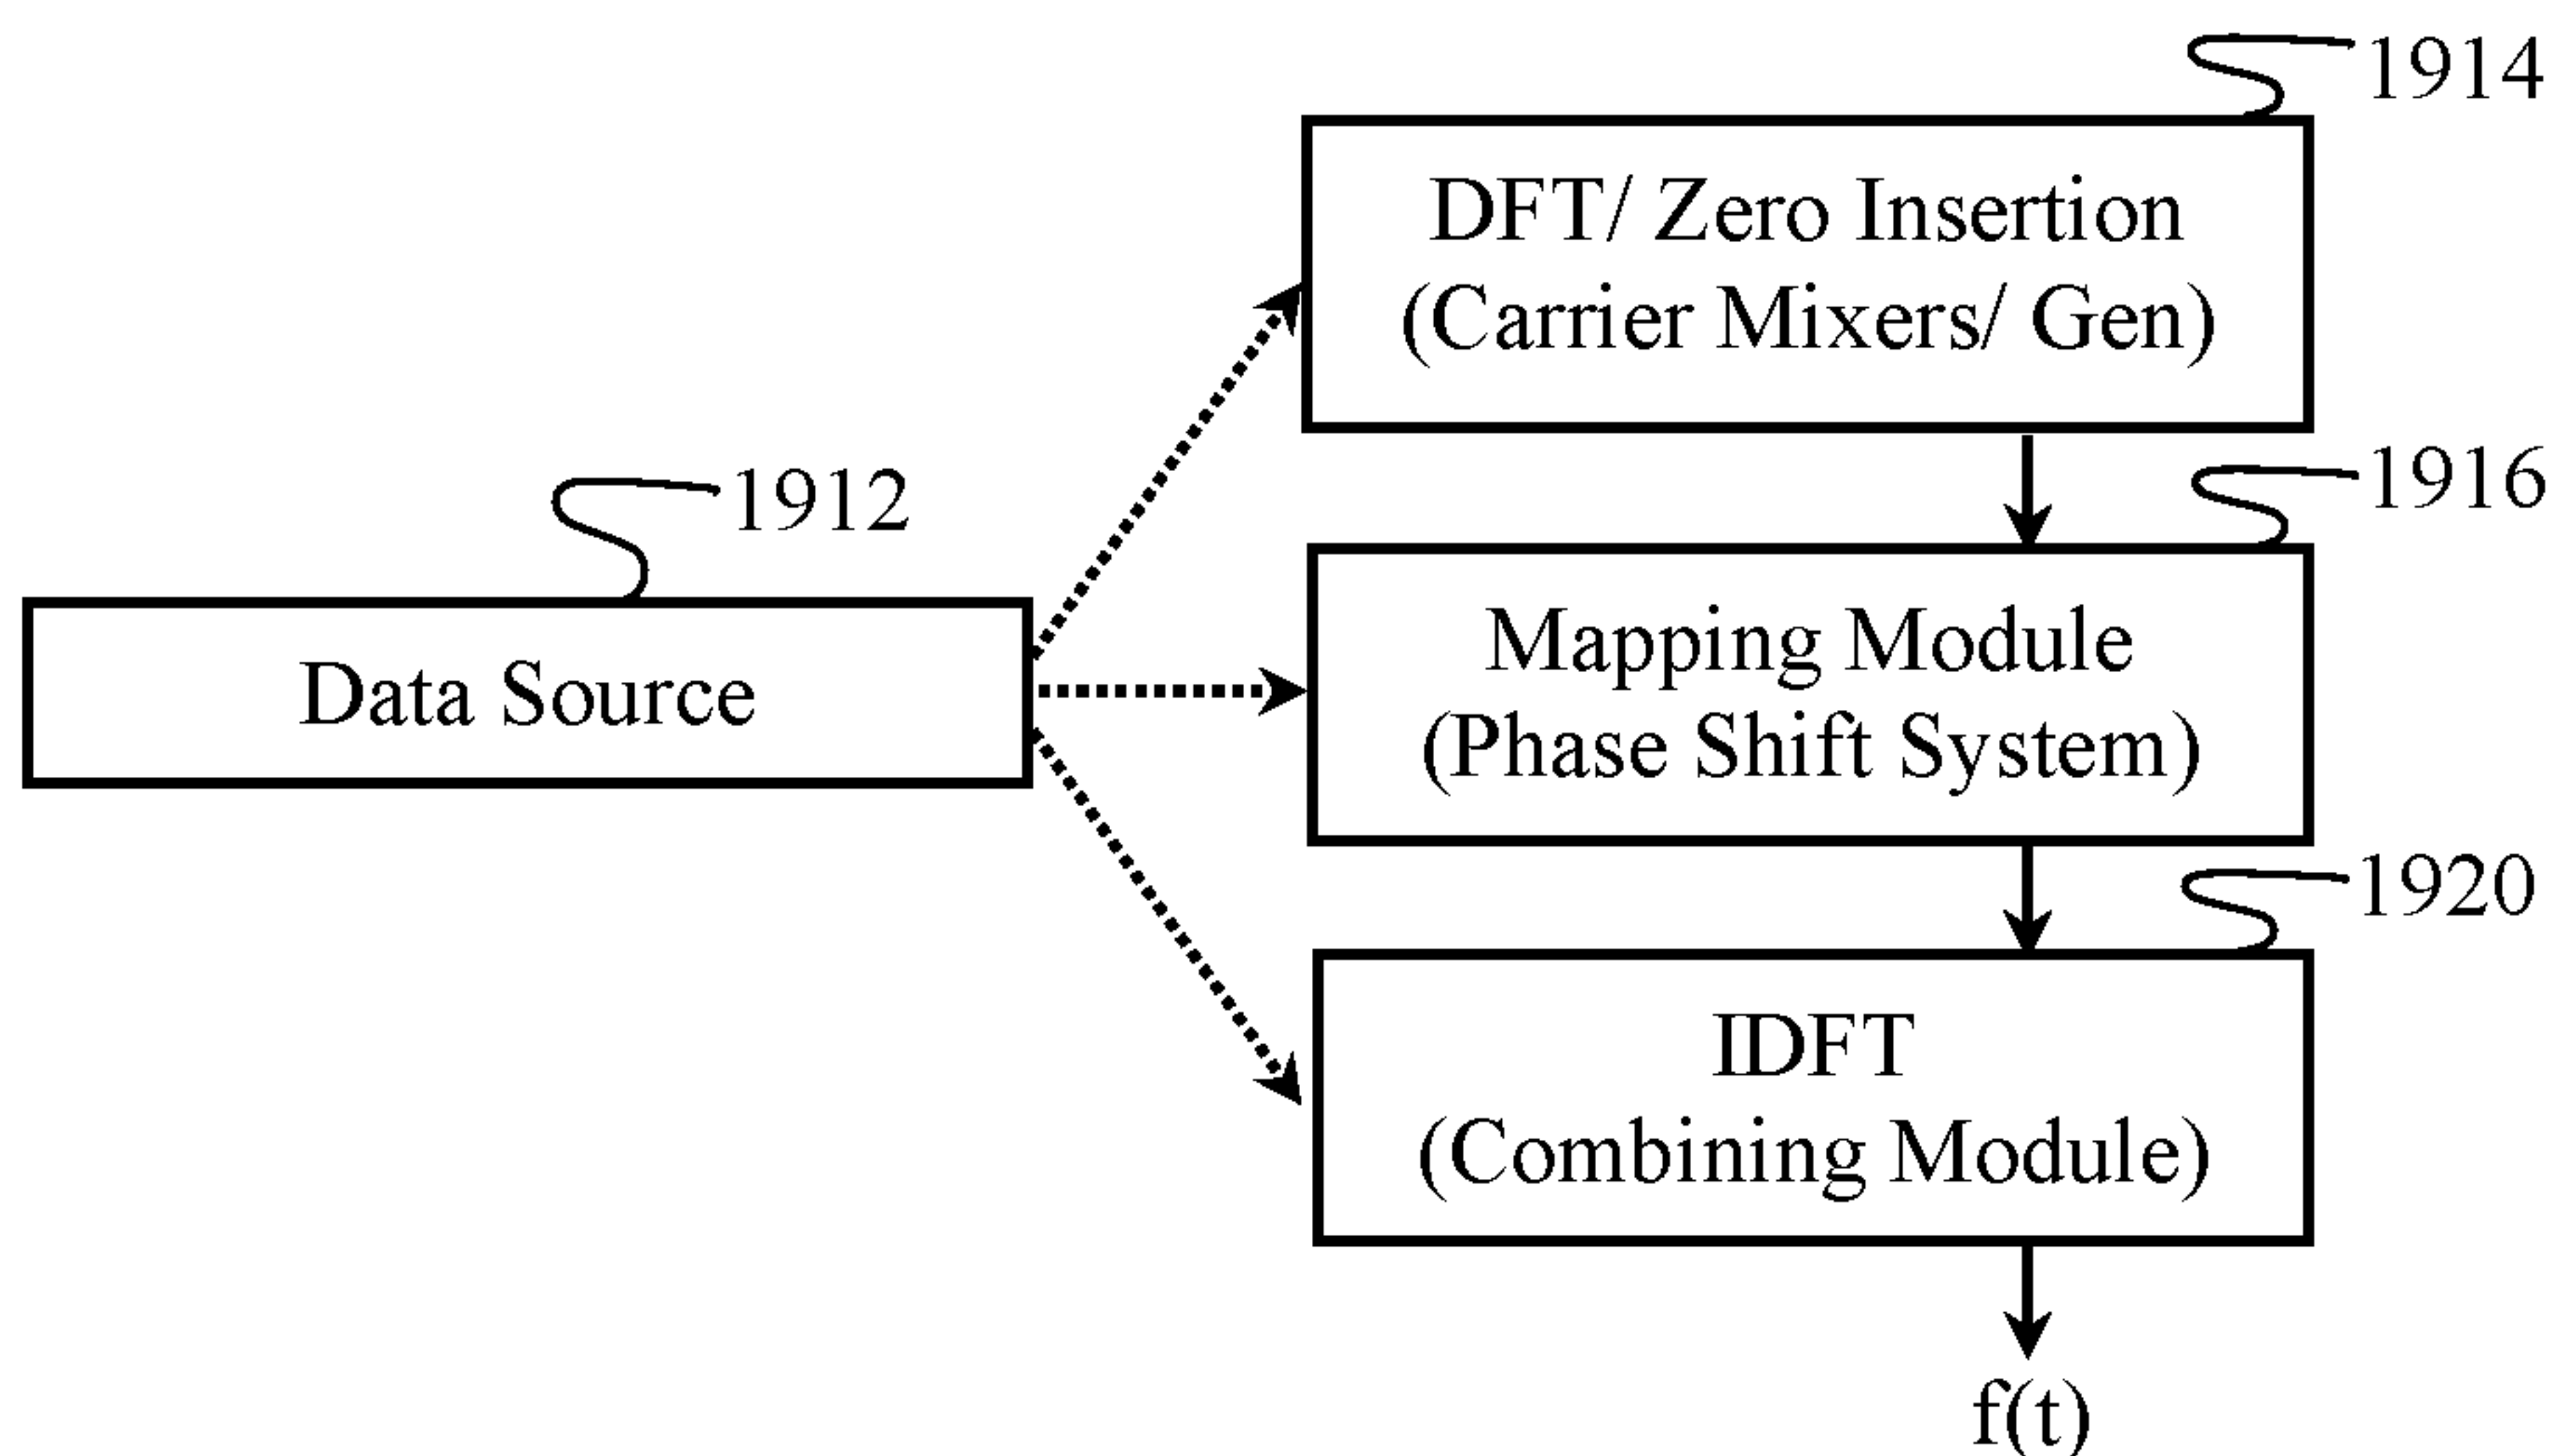 1914
DFT/ Zero Insertion
(Carrier Mixers/ Gen)
1912
1916
Data Source
Mapping Module
(Phase Shift System)
1920
IDFT
(Combining Module)
f(t)